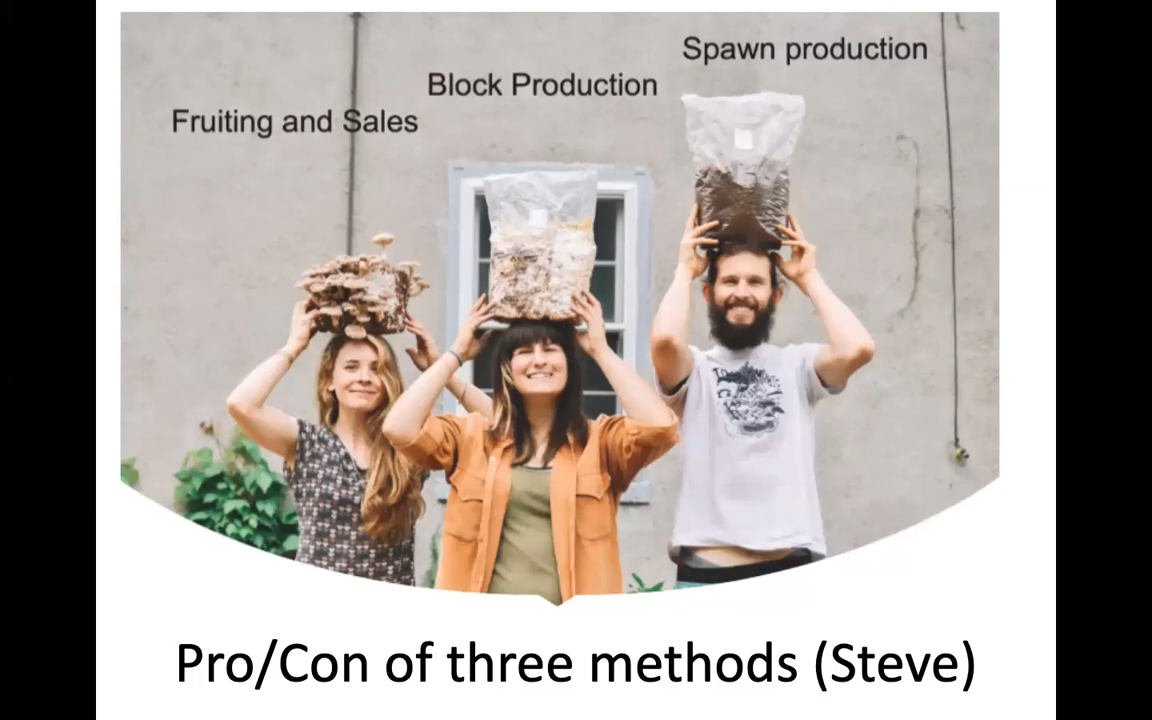 Spawn production
Block Production
Fruiting and Sales
Pro/Con of three methods (Steve)